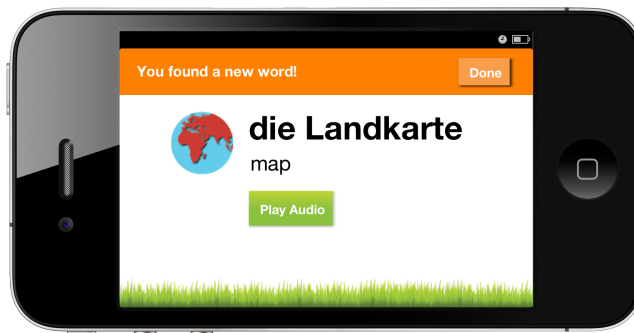 You found a new word!
Done
die Landkarte
map
Play Audio